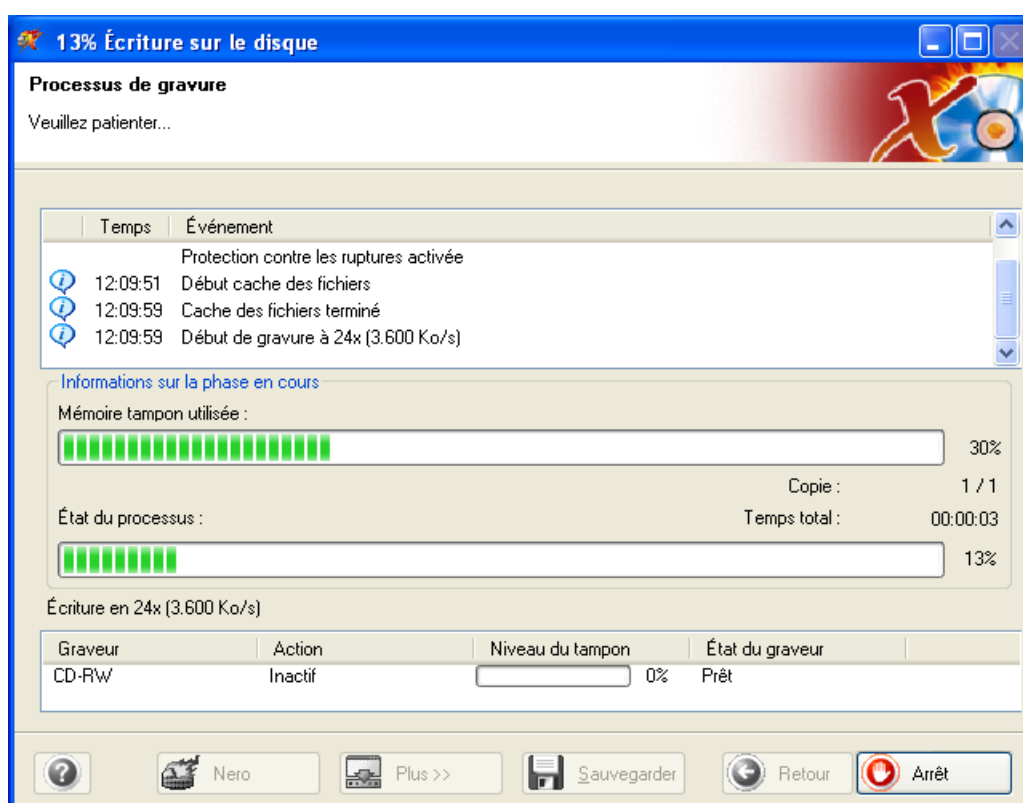 13% Écriture sur le disque
Processus de gravure
Veuillez patienter...
Temps Événement
Protection contre les ruptures activée
12:09:51 Début cache des fichiers
12:09:59 Cache des fichiers terminé
12:09:59 Début de gravure à 24x (3.600 Ko/s)
Informations sur la phase en cours
Mémoire tampon utilisée :
30%
Copie : 1 / 1
État du processus : Temps total : 00:00:03
13%
Écriture en 24x (3.600 Ko/s)
Graveur Action Niveau du tampon État du graveur
CD-RW Inactif 0% Prêt
Nero Plus >> Sauvegarder Retour Arrêt